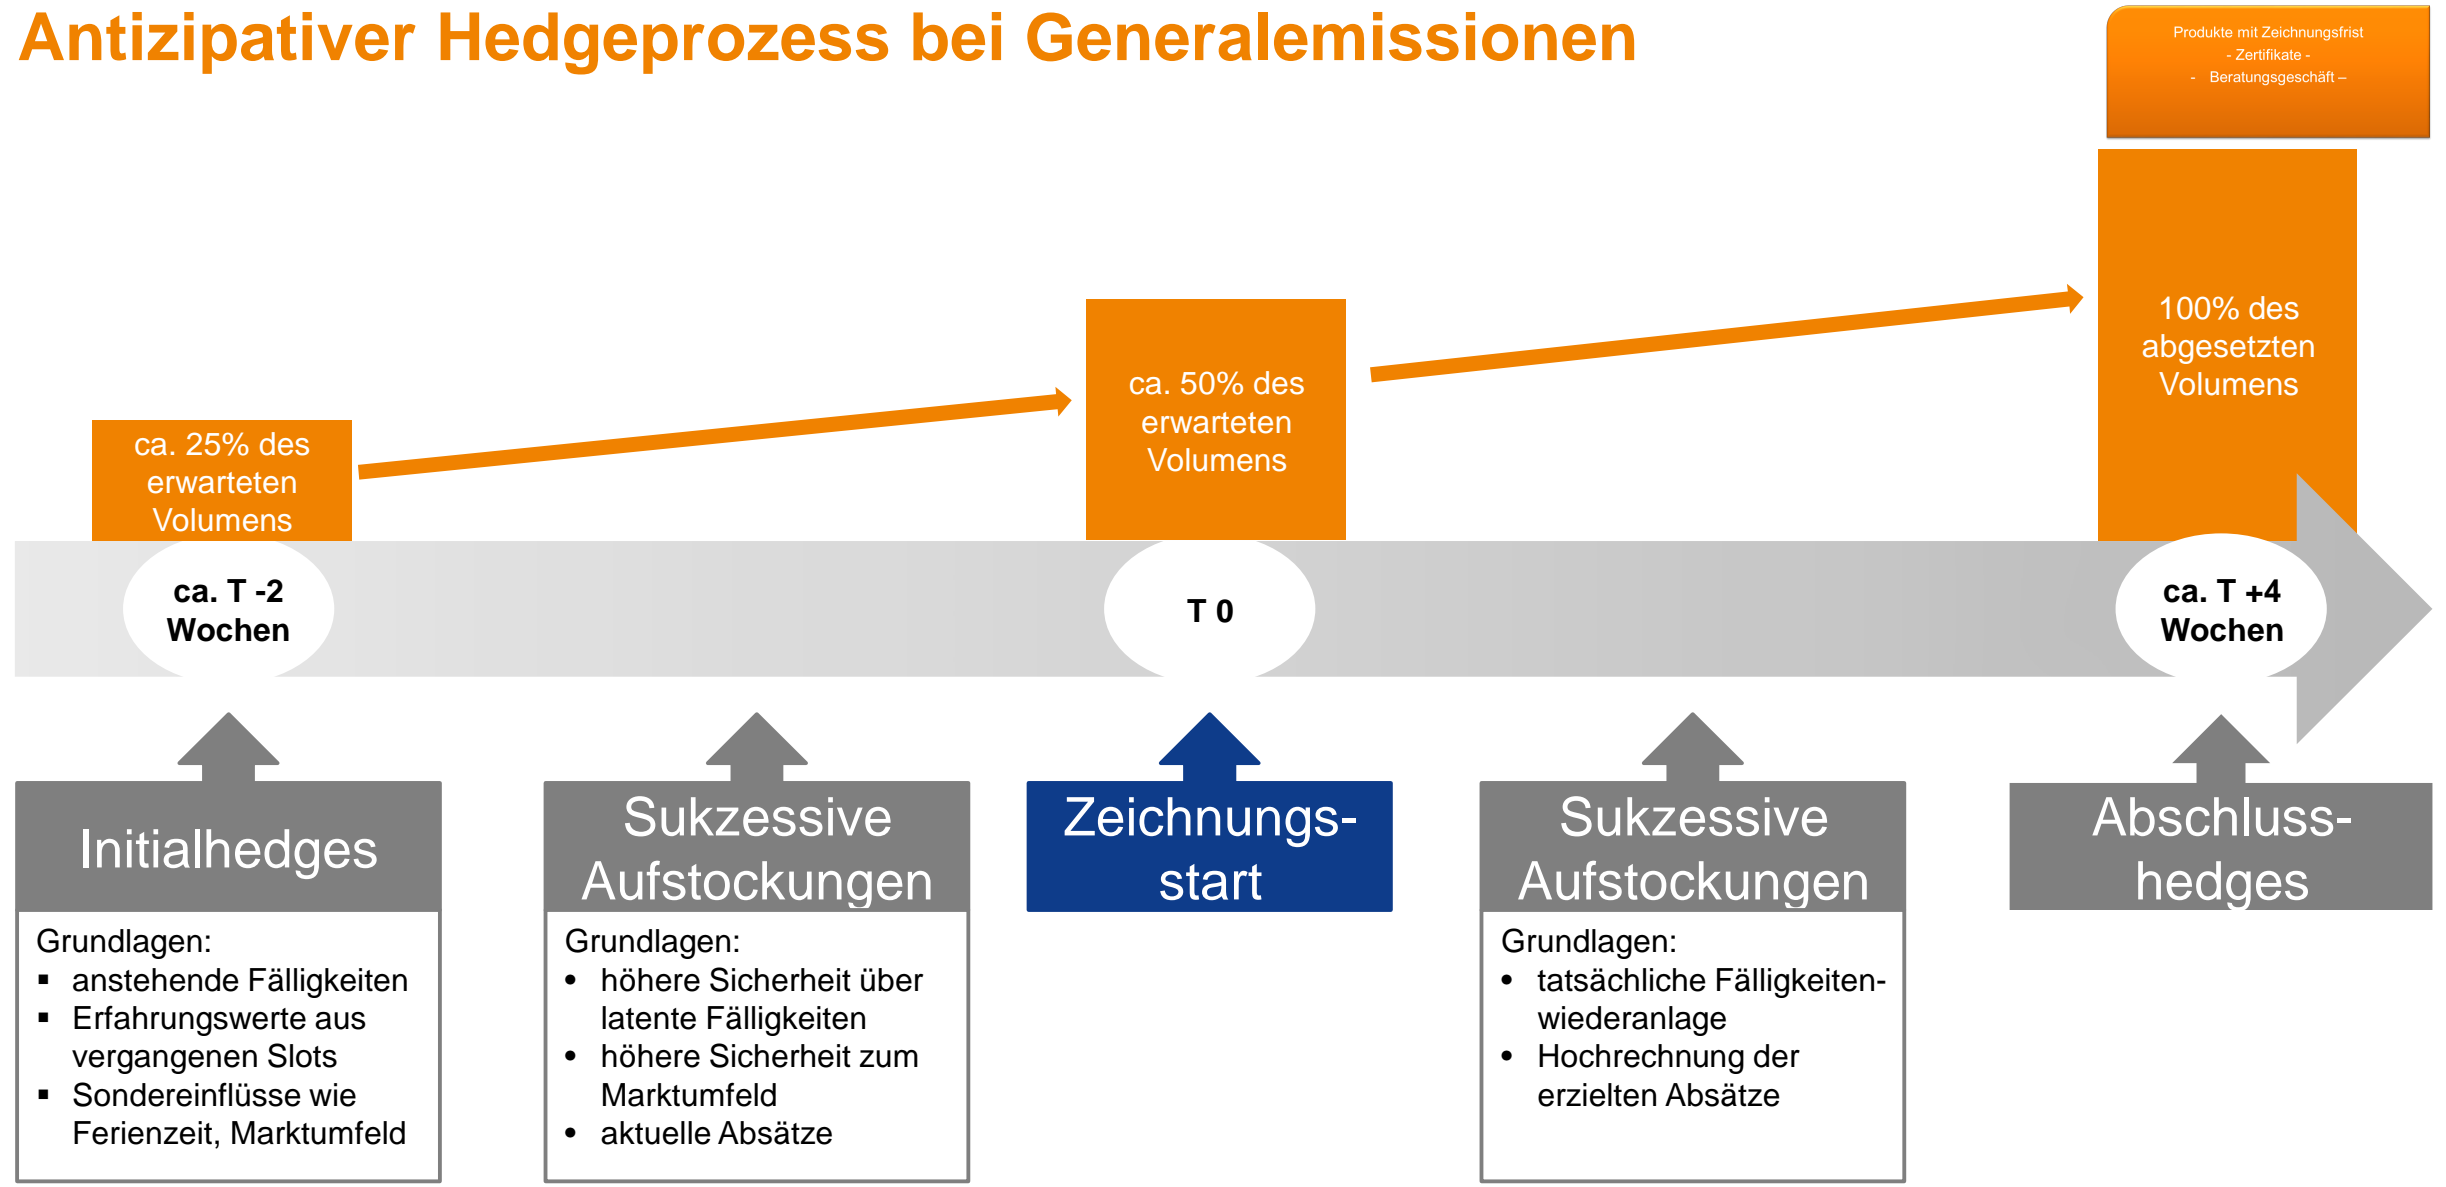 Antizipativer Hedgeprozess bei Generalemissionen
Produkte mit Zeichnungsfrist
- Zertifikate -
- Beratungsgeschäft –
ca. 25% des
erwarteten
Volumens
ca. 50% des
erwarteten
Volumens
100% des
abgesetzten
Volumens
ca. T -2
Wochen
T 0
ca. T +4
Wochen
Initialhedges
Grundlagen:
▪ anstehende Fälligkeiten
▪ Erfahrungswerte aus
vergangenen Slots
▪ Sondereinflüsse wie
Ferienzeit, Marktumfeld
Sukzessive
Aufstockungen
Grundlagen:
• höhere Sicherheit über
latente Fälligkeiten
• höhere Sicherheit zum
Marktumfeld
• aktuelle Absätze
Zeichnungs-
start
Sukzessive
Aufstockungen
Grundlagen:
• tatsächliche Fälligkeiten-
wiederanlage
• Hochrechnung der
erzielten Absätze
Abschluss-
hedges